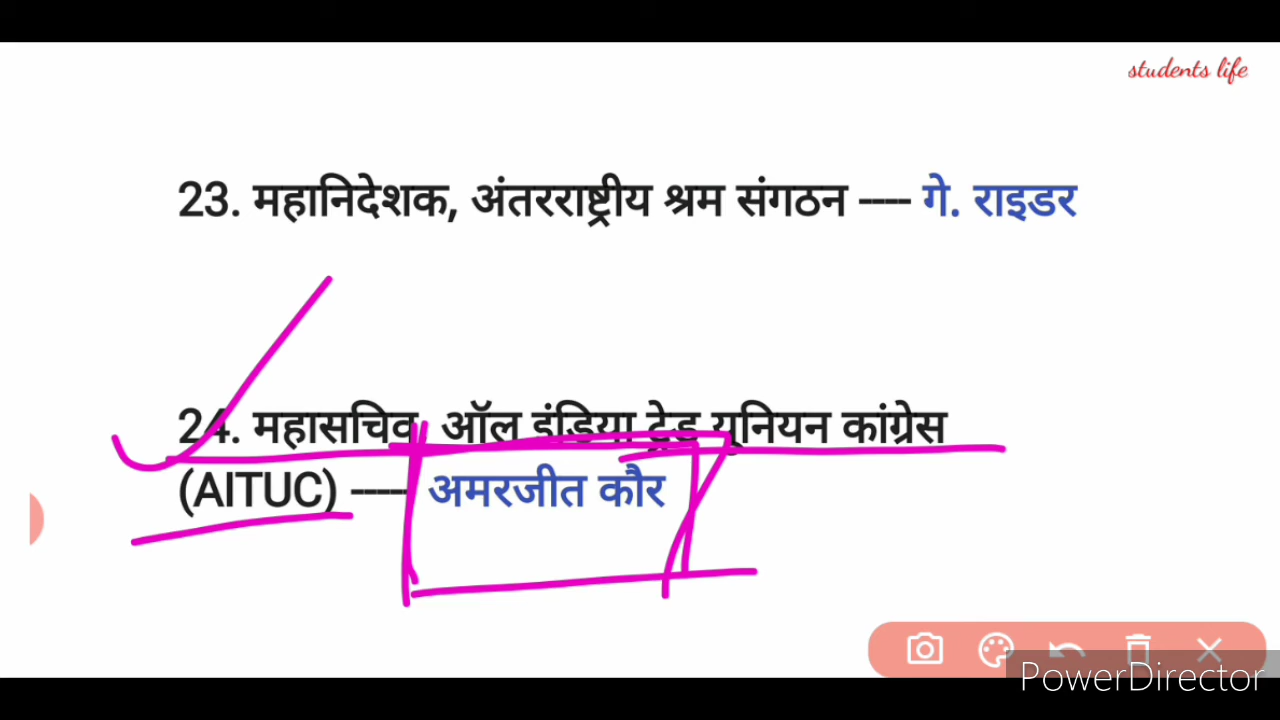 students life
23. महानिदेशक, अंतरराष्ट्रीय श्रम संगठन ---- गे. राइडर
24. महासचिव, ऑल इंडिया ट्रेड यूनियन कांग्रेस
(AITUC) ----- अमरजीत कौर
PowerDirector